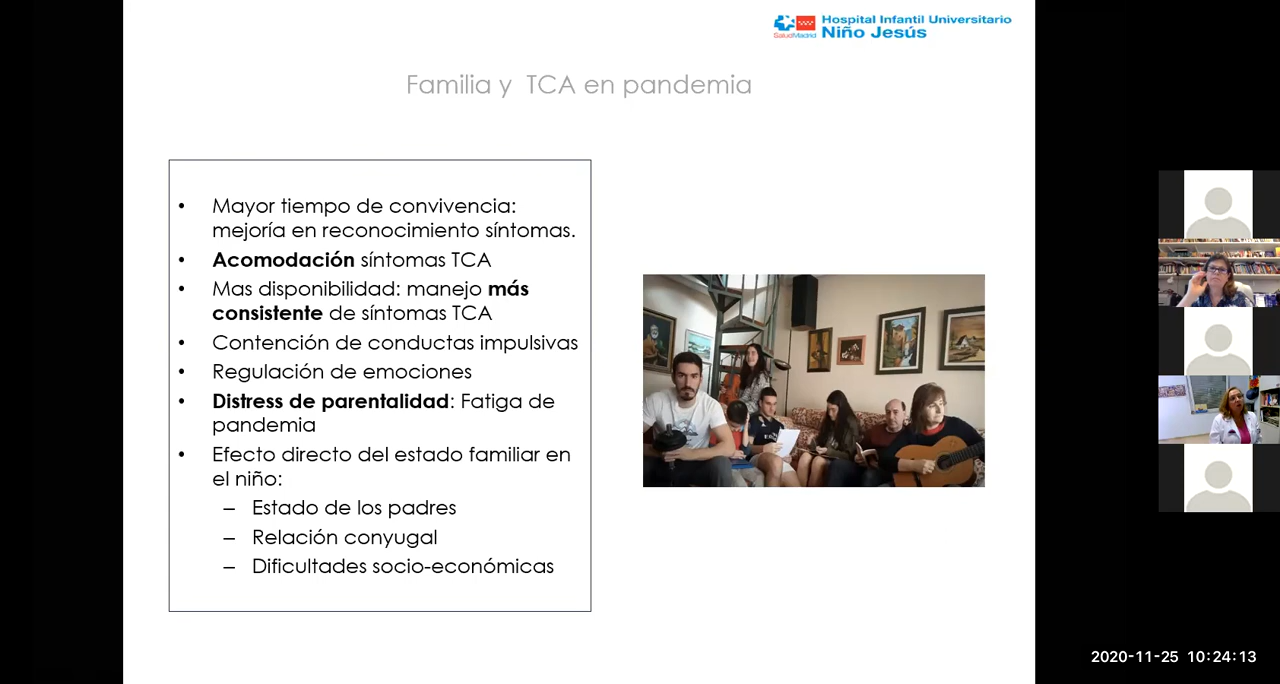 Hospital Infantil Universitario
Niño Jesús
SaludMadrid
Familia y TCA en pandemia
• Mayor tiempo de convivencia:
mejoría en reconocimiento síntomas.
• Acomodación síntomas TCA
• Mas disponibilidad: manejo más
consistente de síntomas TCA
• Contención de conductas impulsivas
• Regulación de emociones
• Distress de parentalidad: Fatiga de
pandemia
• Efecto directo del estado familiar en
el niño:
– Estado de los padres
– Relación conyugal
– Dificultades socio-económicas
2020-11-25 10:24:13